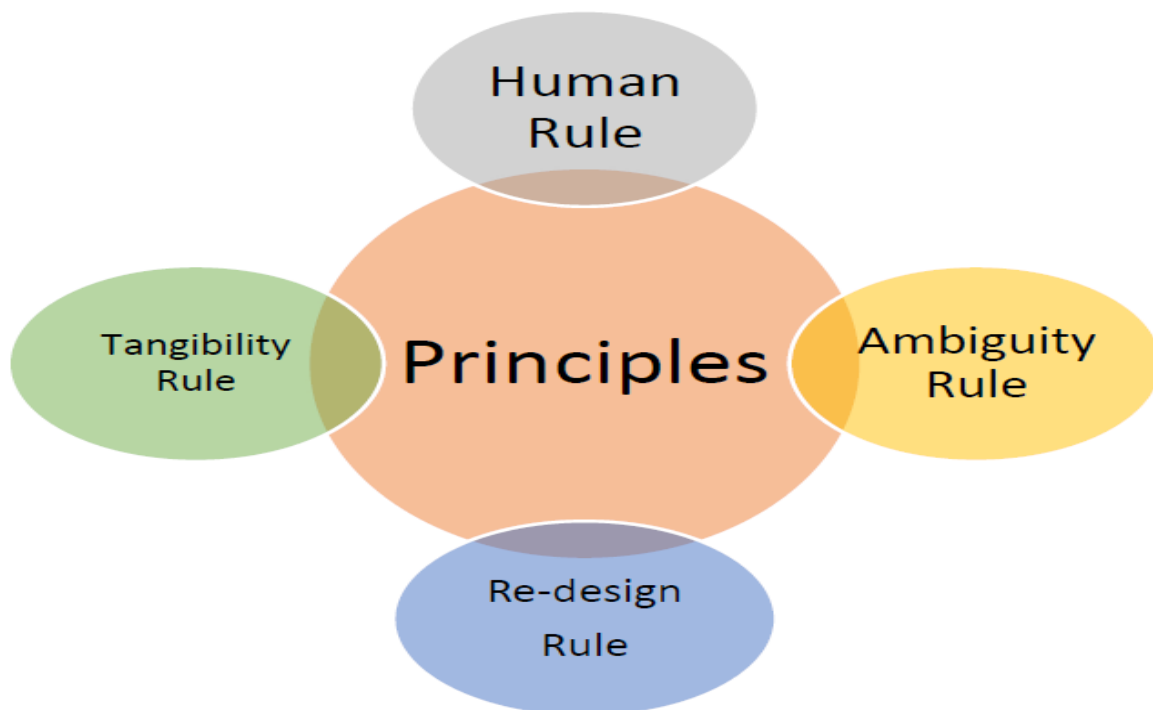 Human
Rule
Tangibility
Rule
Principles
Ambiguity
Rule
Re-design
Rule